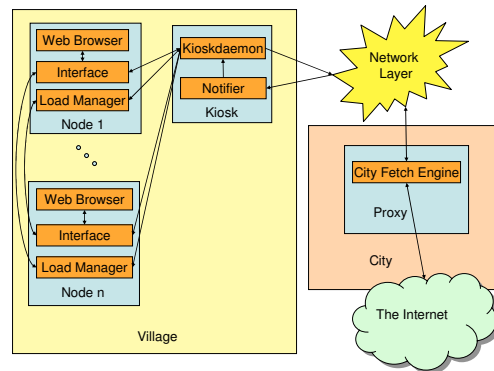 Web Browser
Interface
Load Manager
Node 1
Kioskdaemon
Notifier
Kiosk
Network
Layer
Web Browser
Interface
Load Manager
Node n
Village
City Fetch Engine
Proxy
City
The Internet